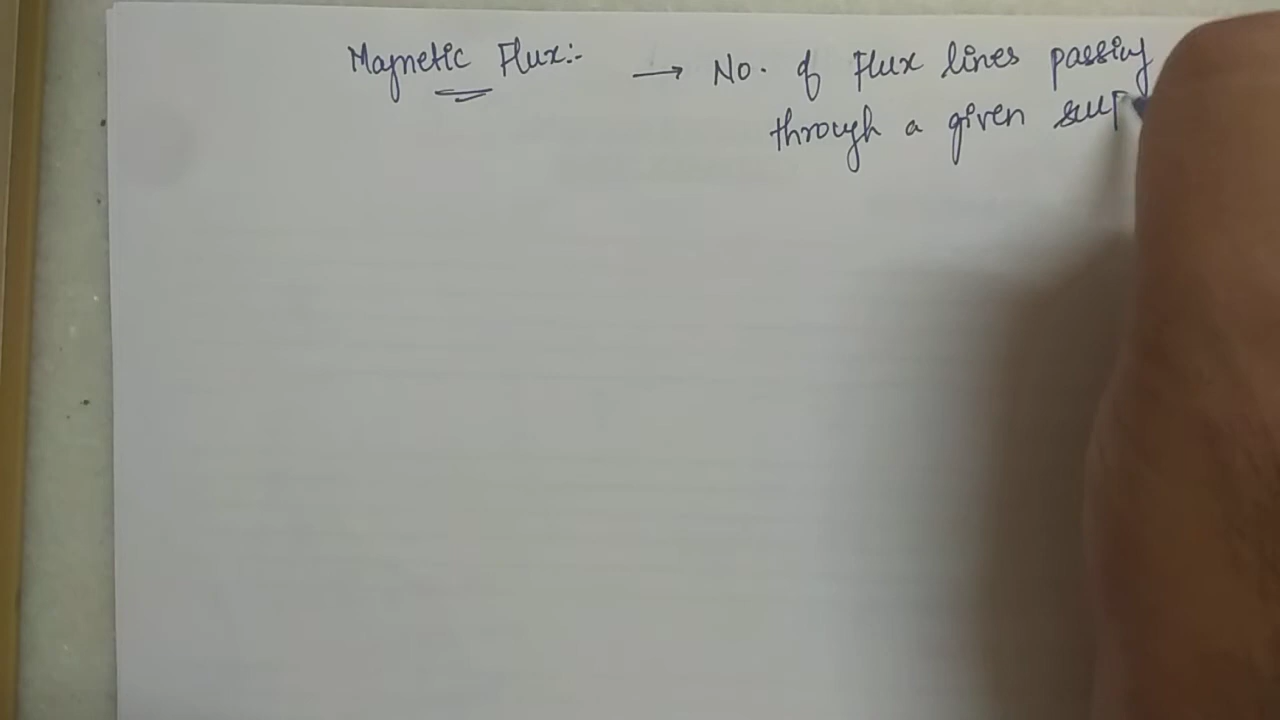 Magnetic Flux:- → No. of Flux lines passing
through a given